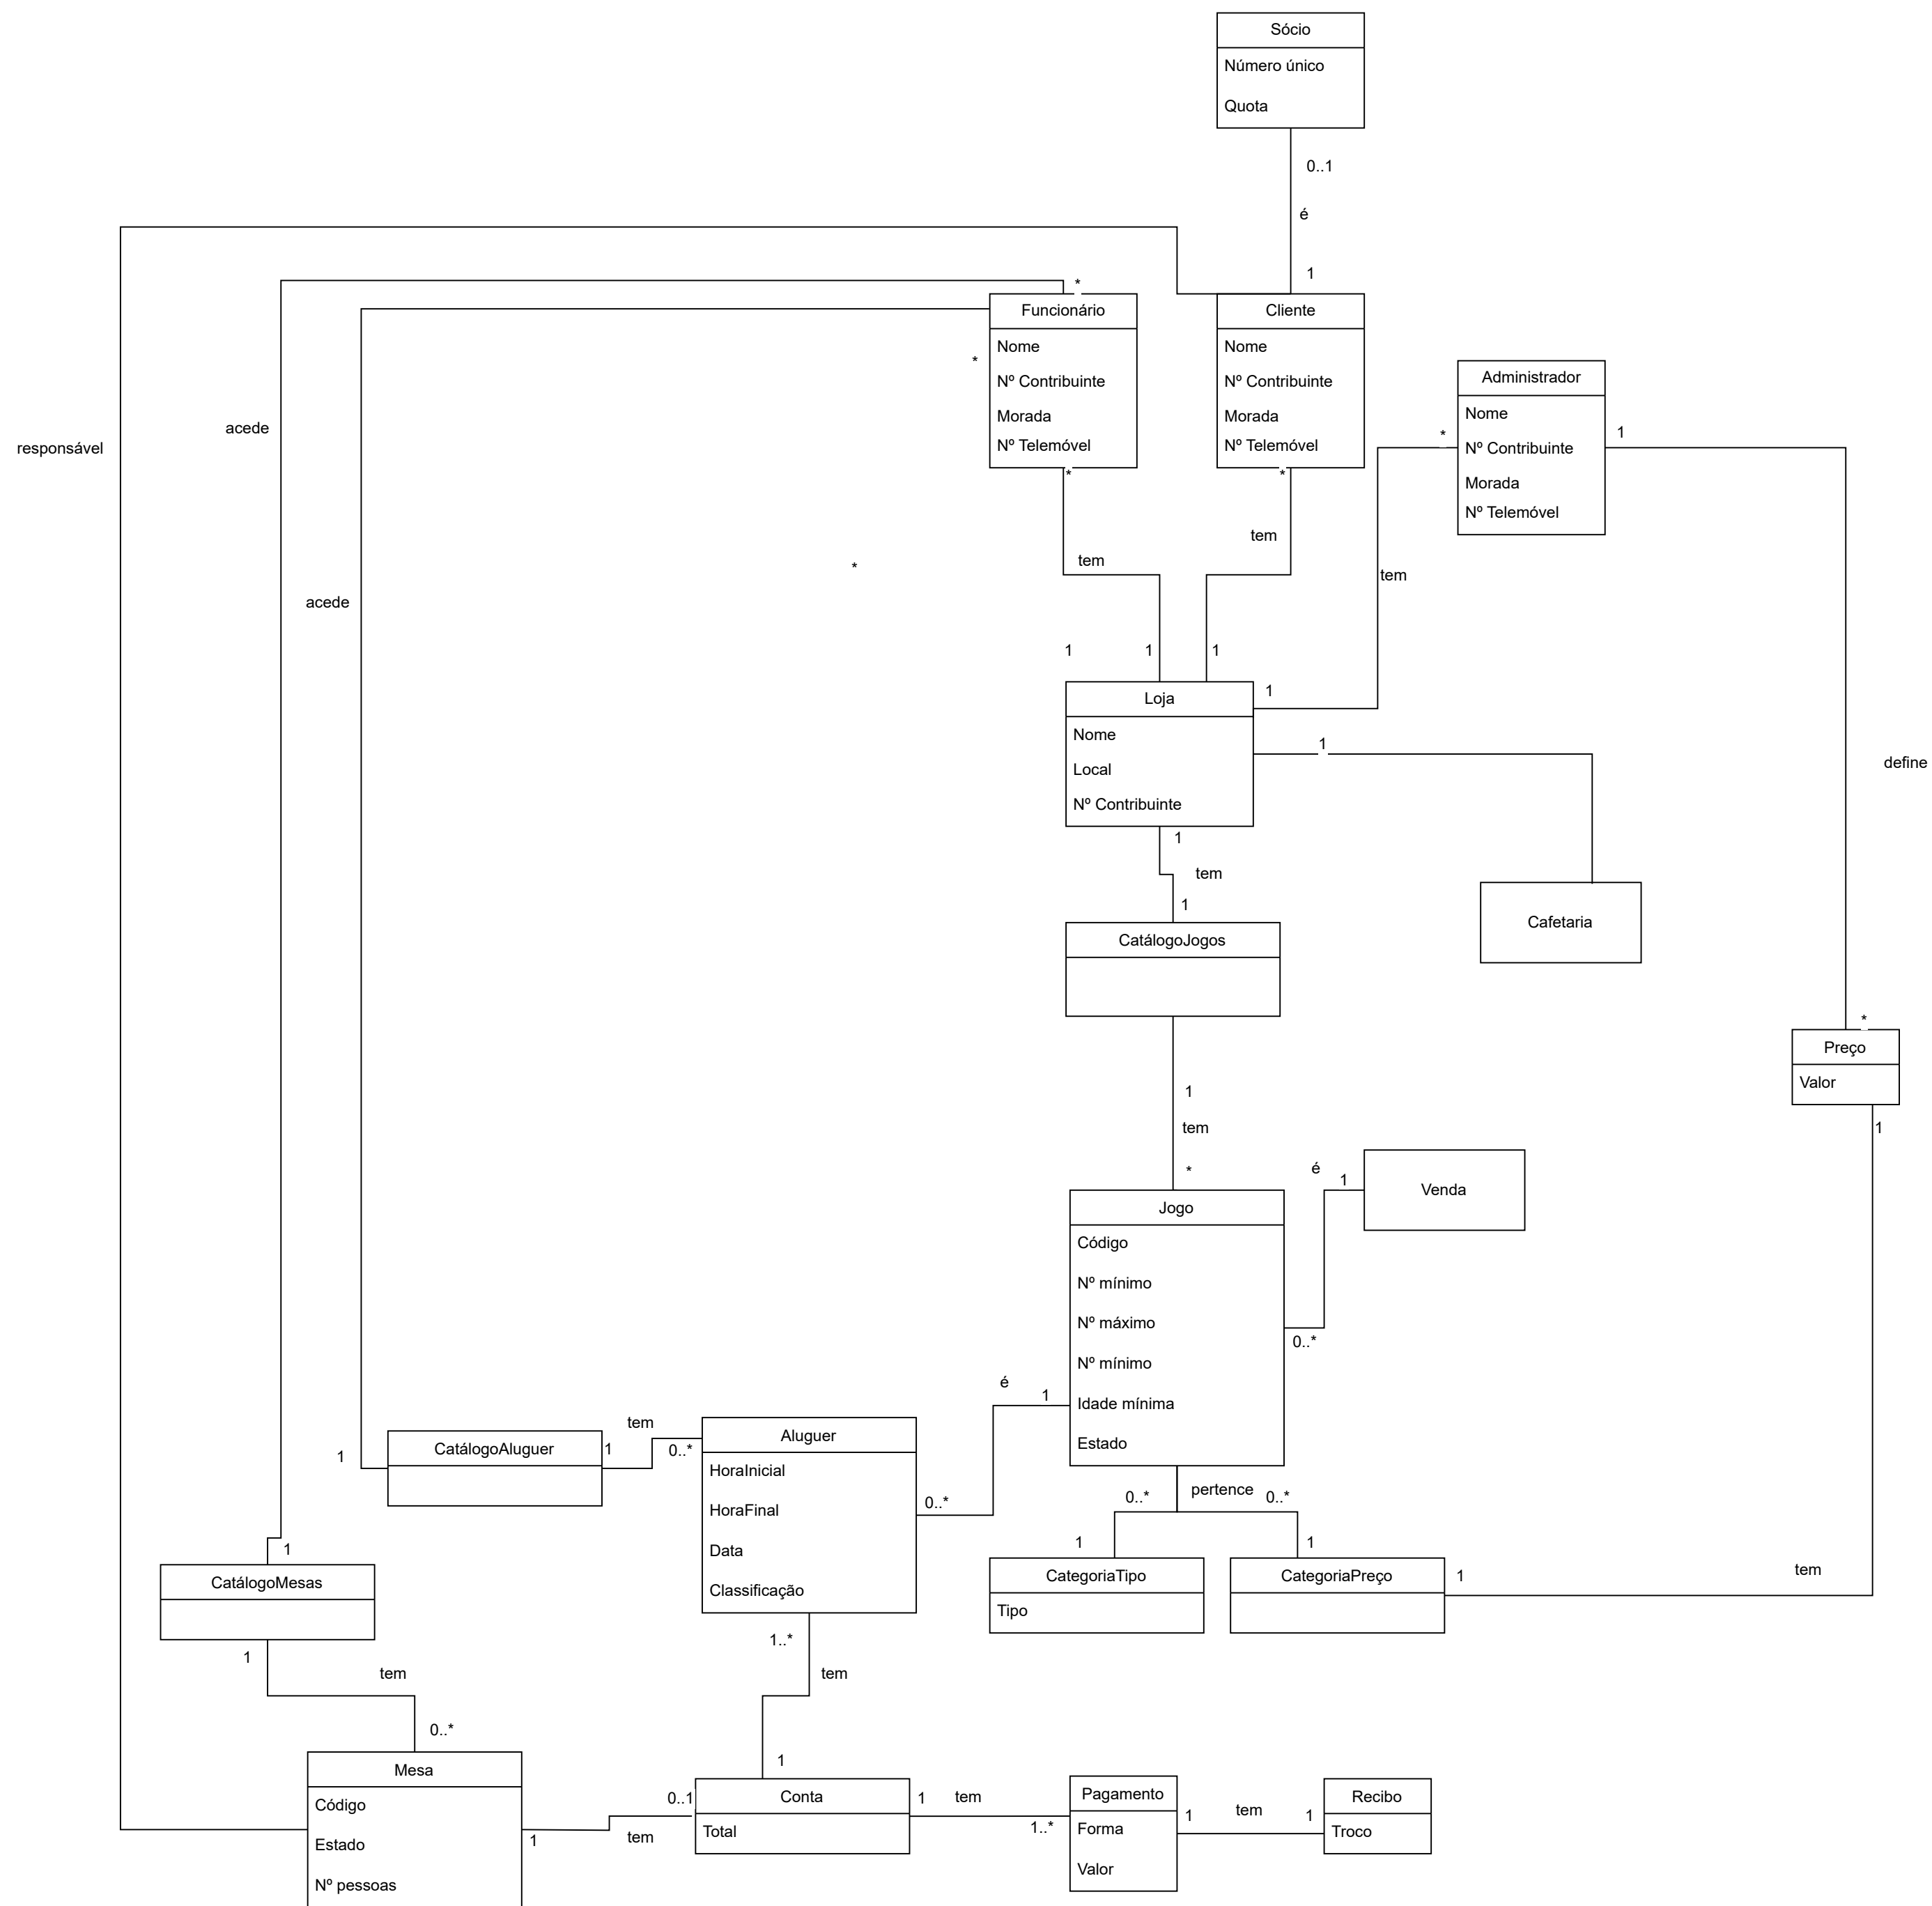 Sócio
Número único
Quota
0..1
é
1
*
Funcionário
Nome
Nº Contribuinte
Morada
Nº Telemóvel
*
*
Cliente
Nome
Nº Contribuinte
Morada
Nº Telemóvel
*
Administrador
Nome
Nº Contribuinte
Morada
Nº Telemóvel
*
1
responsável
acede
acede
*
tem
tem
tem
define
1
1
1
1
Loja
Nome
Local
Nº Contribuinte
1
1
tem
1
Cafetaria
CatálogoJogos
1
tem
*
*
Preço
Valor
1
é
1
Venda
Jogo
Código
Nº mínimo
Nº máximo
Nº mínimo
Idade mínima
Estado
0..*
é
1
1
CatálogoAluguer
1
tem
0..*
Aluguer
HoraInicial
HoraFinal
Data
Classificação
0..*
0..*
pertence
0..*
1
1
CategoriaTipo
Tipo
CategoriaPreço
1
tem
1
CatálogoMesas
1
tem
0..*
1..*
tem
1
Mesa
Código
Estado
Nº pessoas
1
tem
0..1
Conta
Total
1
tem
1..*
Pagamento
Forma
Valor
1
tem
1
Recibo
Troco